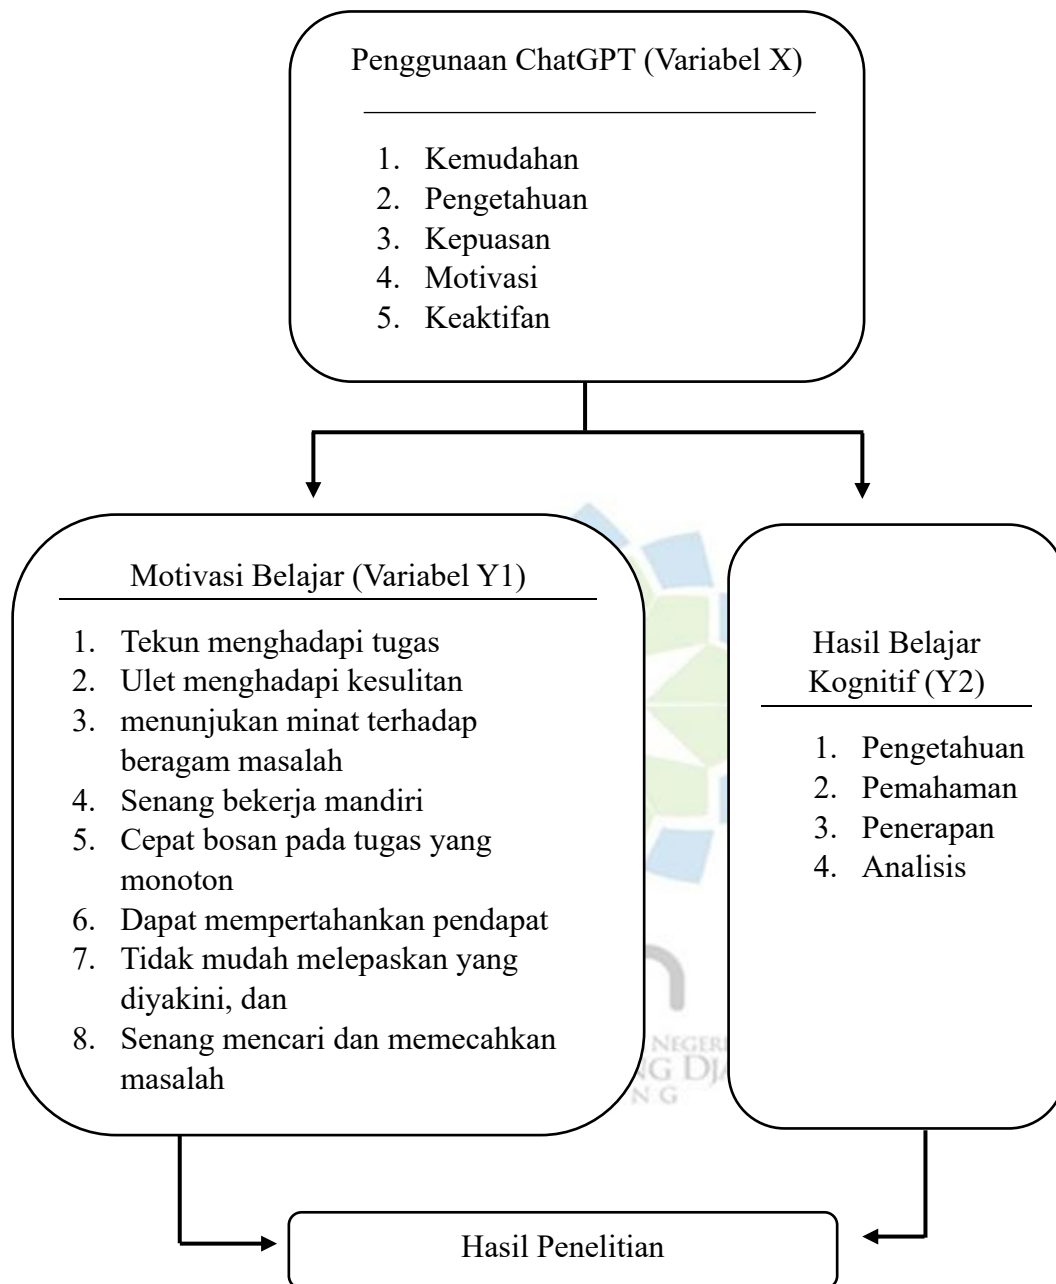 Penggunaan ChatGPT (Variabel X)
1. Kemudahan
2. Pengetahuan
3. Kepuasan
4. Motivasi
5. Keaktifan
Motivasi Belajar (Variabel Y1)
1. Tekun menghadapi tugas
2. Ulet menghadapi kesulitan
3. menunjukan minat terhadap
beragam masalah
4. Senang bekerja mandiri
5. Cepat bosan pada tugas yang
monoton
6. Dapat mempertahankan pendapat
7. Tidak mudah melepaskan yang
diyakini, dan
8. Senang mencari dan memecahkan
masalah
Hasil Belajar
Kognitif (Y2)
1. Pengetahuan
2. Pemahaman
3. Penerapan
4. Analisis
NEGERI
Hasil Penelitian